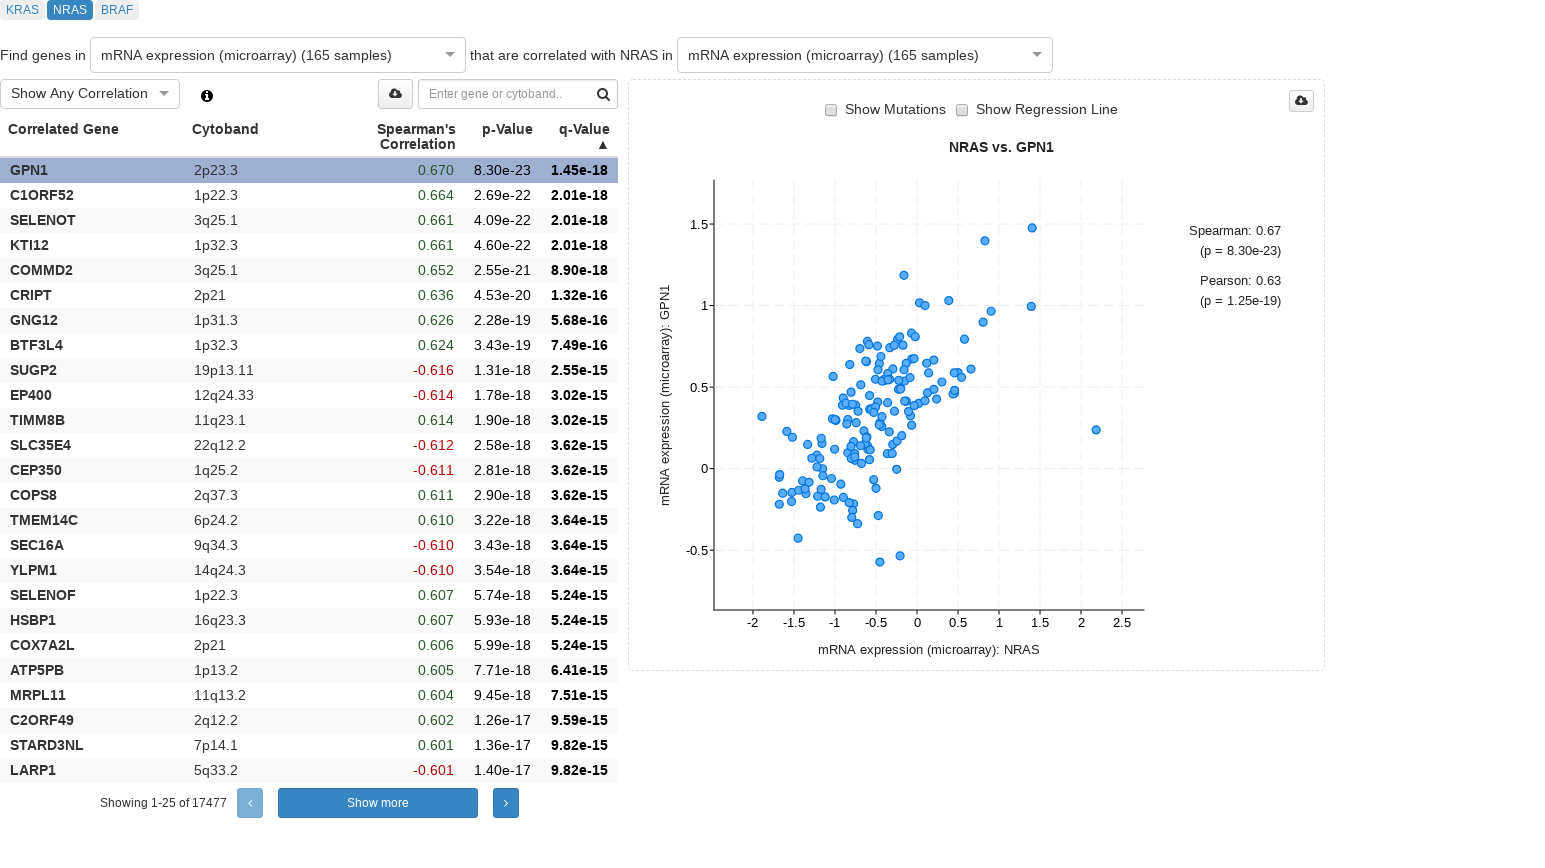 KRAS NRAS BRAF
Find genes in mRNA expression (microarray) (165 samples) that are correlated with NRAS in mRNA expression (microarray) (165 samples)
Show Any Correlation Enter gene or cytoband..
Correlated Gene Cytoband Spearman's Correlation p-Value q-Value ▲
GPN1 2p23.3 0.670 8.30e-23 1.45e-18
C1ORF52 1p22.3 0.664 2.69e-22 2.01e-18
SELENOT 3q25.1 0.661 4.09e-22 2.01e-18
KTI12 1p32.3 0.661 4.60e-22 2.01e-18
COMMD2 3q25.1 0.652 2.55e-21 8.90e-18
CRIPT 2p21 0.636 4.53e-20 1.32e-16
GNG12 1p31.3 0.626 2.28e-19 5.68e-16
BTF3L4 1p32.3 0.624 3.43e-19 7.49e-16
SUGP2 19p13.11 -0.616 1.31e-18 2.55e-15
EP400 12q24.33 -0.614 1.78e-18 3.02e-15
TIMM8B 11q23.1 0.614 1.90e-18 3.02e-15
SLC35E4 22q12.2 -0.612 2.58e-18 3.62e-15
CEP350 1q25.2 -0.611 2.81e-18 3.62e-15
COPS8 2q37.3 0.611 2.90e-18 3.62e-15
TMEM14C 6p24.2 0.610 3.22e-18 3.64e-15
SEC16A 9q34.3 -0.610 3.43e-18 3.64e-15
YLPM1 14q24.3 -0.610 3.54e-18 3.64e-15
SELENOF 1p22.3 0.607 5.74e-18 5.24e-15
HSBP1 16q23.3 0.607 5.93e-18 5.24e-15
COX7A2L 2p21 0.606 5.99e-18 5.24e-15
ATP5PB 1p13.2 0.605 7.71e-18 6.41e-15
MRPL11 11q13.2 0.604 9.45e-18 7.51e-15
C2ORF49 2q12.2 0.602 1.26e-17 9.59e-15
STARD3NL 7p14.1 0.601 1.36e-17 9.82e-15
LARP1 5q33.2 -0.601 1.40e-17 9.82e-15
Showing 1-25 of 17477 ‹ Show more ›
Show Mutations Show Regression Line
NRAS vs. GPN1
mRNA expression (microarray): GPN1
1.5
1
0.5
0
-0.5
-2 -1.5 -1 -0.5 0 0.5 1 1.5 2 2.5
mRNA expression (microarray): NRAS
Spearman: 0.67
(p = 8.30e-23)
Pearson: 0.63
(p = 1.25e-19)